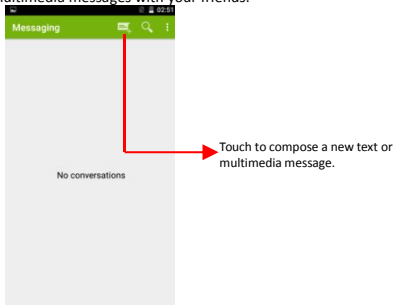 multimedia messages with your friends.
02:51
Messaging
Touch to compose a new text or
multimedia message.
No conversations